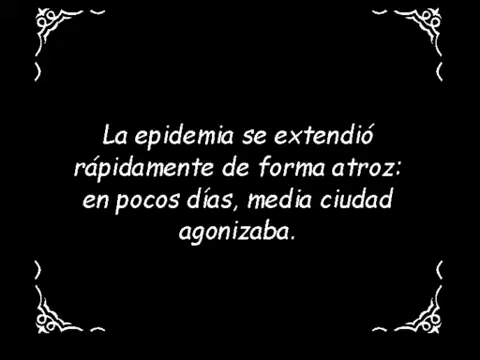 La epidemia se extendió
rápidamente de forma atroz:
en pocos días, media ciudad
agonizaba.